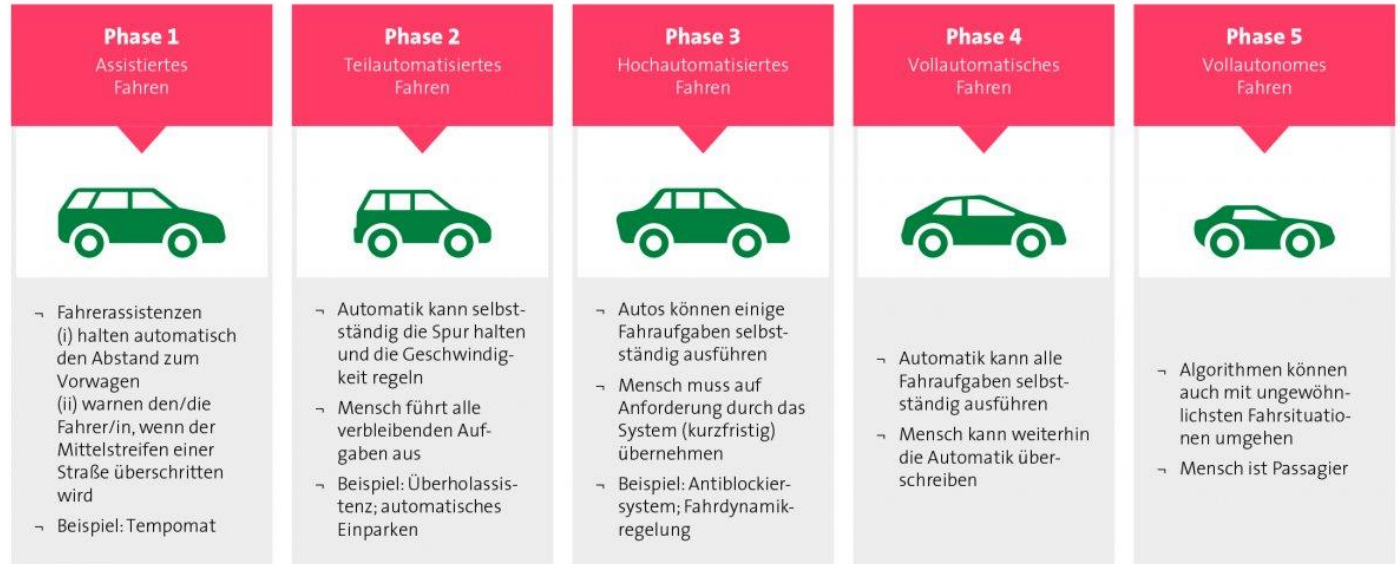 Phase 1
Assistiertes
Fahren
¬ Fahrerassistenzen
(i) halten automatisch
den Abstand zum
Vorwagen
(ii) warnen den/die
Fahrer/in, wenn der
Mittelstreifen einer
Straße überschritten
wird
¬ Beispiel: Tempomat
Phase 2
Teilautomatisiertes
Fahren
¬ Automatik kann selbst-
ständig die Spur halten
und die Geschwindig-
keit regeln
¬ Mensch führt alle
verbleibenden Auf-
gaben aus
¬ Beispiel: Überholassis-
tenz; automatisches
Einparken
Phase 3
Hochautomatisiertes
Fahren
¬ Autos können einige
Fahraufgaben selbst-
ständig ausführen
¬ Mensch muss auf
Anforderung durch das
System (kurzfristig)
übernehmen
¬ Beispiel: Antiblockier-
system; Fahrdynamik-
regelung
Phase 4
Vollautomatisches
Fahren
¬ Automatik kann alle
Fahraufgaben selbst-
ständig ausführen
¬ Mensch kann weiterhin
die Automatik über-
schreiben
Phase 5
Vollautonomes
Fahren
¬ Algorithmen können
auch mit ungewöhn-
lichsten Fahrsituatio-
nen umgehen
¬ Mensch ist Passagier